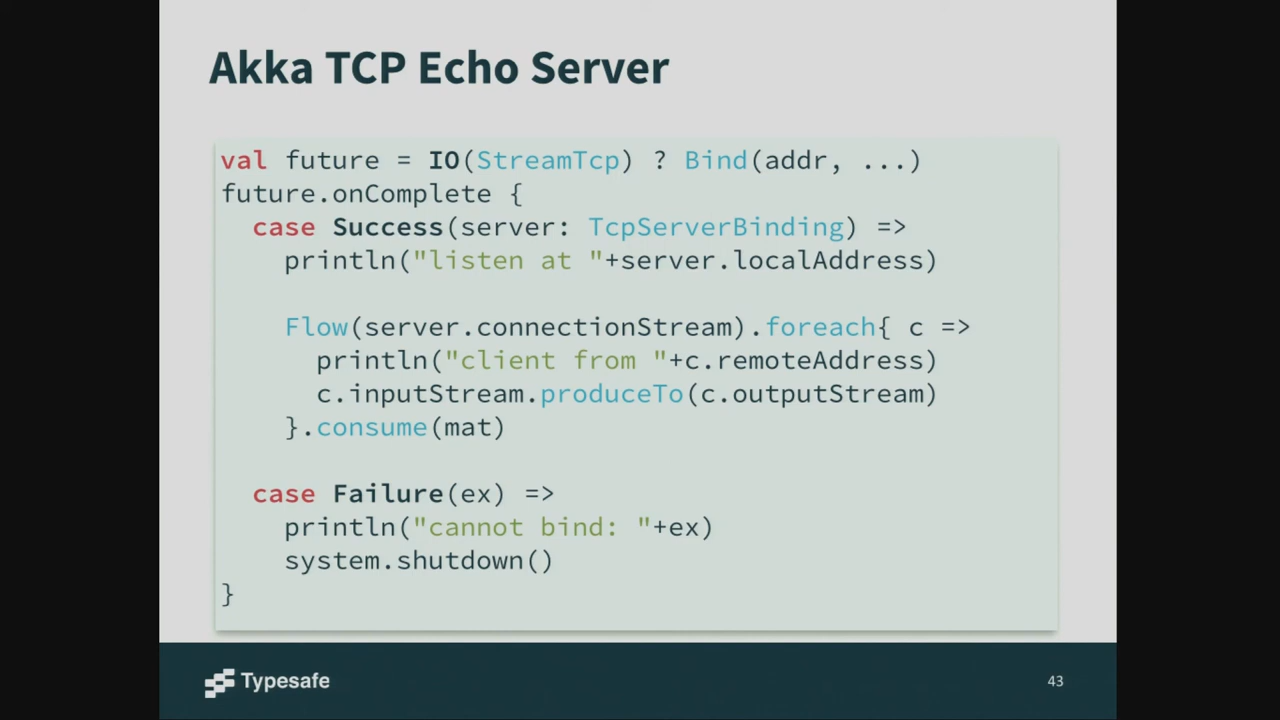 Akka TCP Echo Server
val future = IO(StreamTcp) ? Bind(addr, ...)
future.onComplete {
  case Success(server: TcpServerBinding) =>
    println("listen at "+server.localAddress)
    Flow(server.connectionStream).foreach{ c =>
      println("client from "+c.remoteAddress)
      c.inputStream.produceTo(c.outputStream)
    }.consume(mat)
  case Failure(ex) =>
    println("cannot bind: "+ex)
    system.shutdown()
}
Typesafe
43